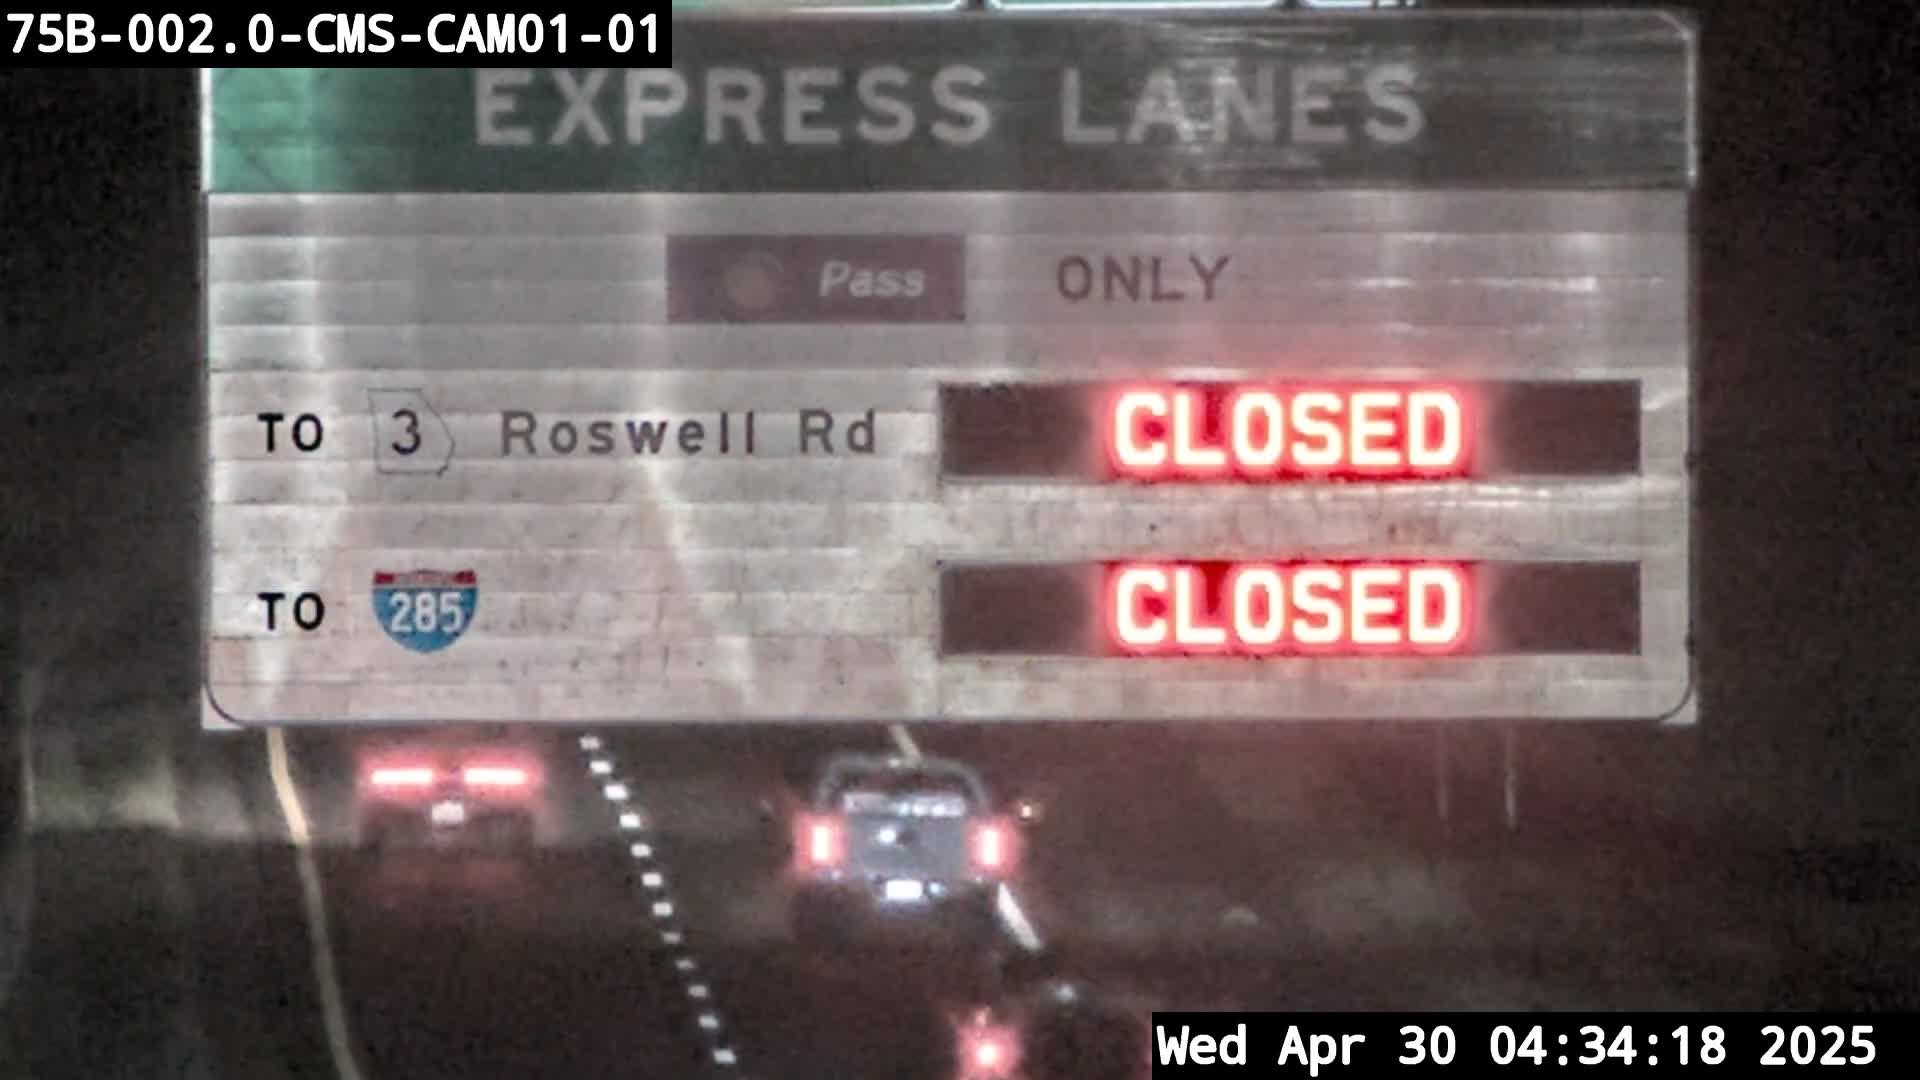 75B-002.0-CMS-CAM01-01
EXPRESS LANES
Pass ONLY
TO 3 Roswell Rd CLOSED
TO 285 CLOSED
Wed Apr 30 04:34:18 2025